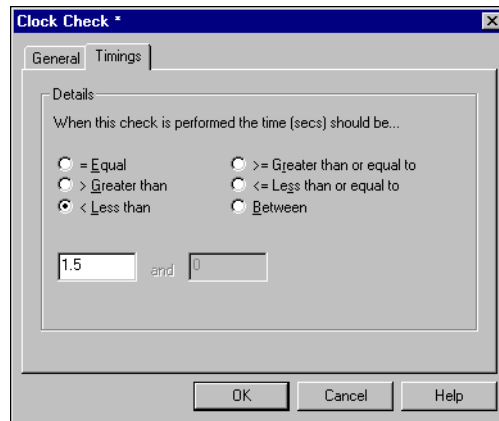 Clock Check *
General Timings
Details
When this check is performed the time (secs) should be...
= Equal >= Greater than or equal to
> Greater than <= Less than or equal to
< Less than Between
1.5 and 0
OK Cancel Help